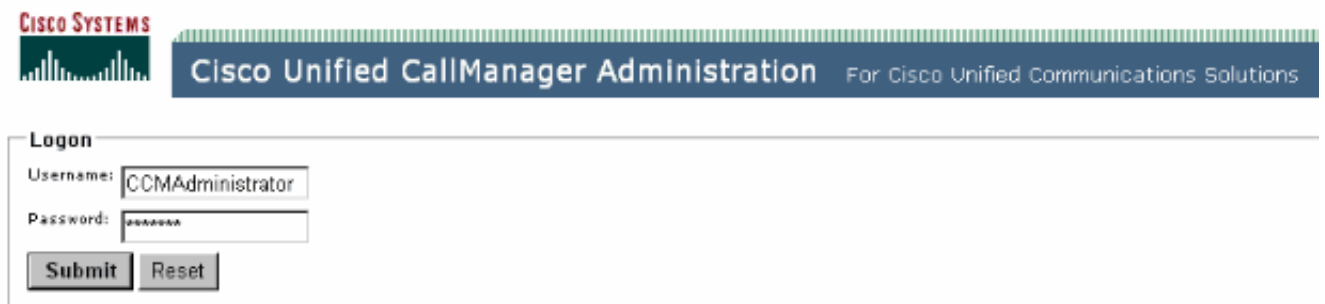 CISCO SYSTEMS
Cisco Unified CallManager Administration For Cisco Unified Communications Solutions
Logon
Username: CCMAdministrator
Password: *******
Submit Reset